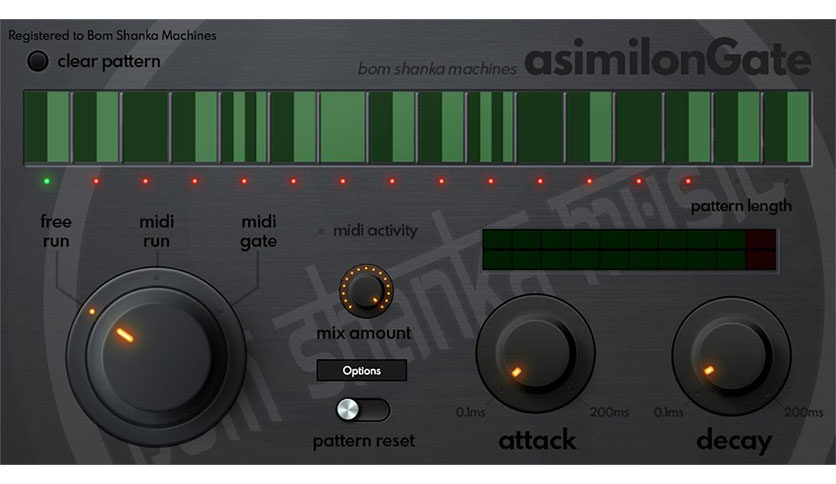 Registered to Bom Shanka Machines
clear pattern
bom shanka machines asimilonGate
pattern length
free run
midi run
midi gate
midi activity
mix amount
Options
pattern reset
0.1ms
200ms
attack
0.1ms
200ms
decay
bom shanka music